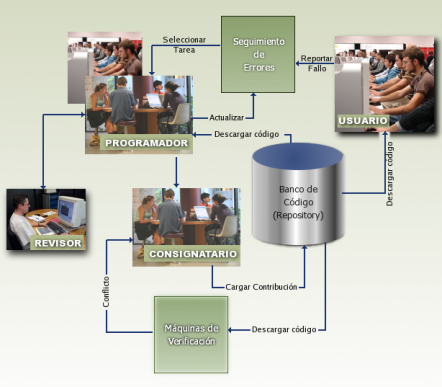 Seleccionar
Tarea
Seguimiento
de
Errores
Reportar
Fallo
USUARIO
Actualizar
PROGRAMADOR
Descargar código
Banco de
Código
(Repository)
Descargar código
REVISOR
CONSIGNATARIO
Cargar Contribución
Conflicto
Máquinas de
Verificación
Descargar código